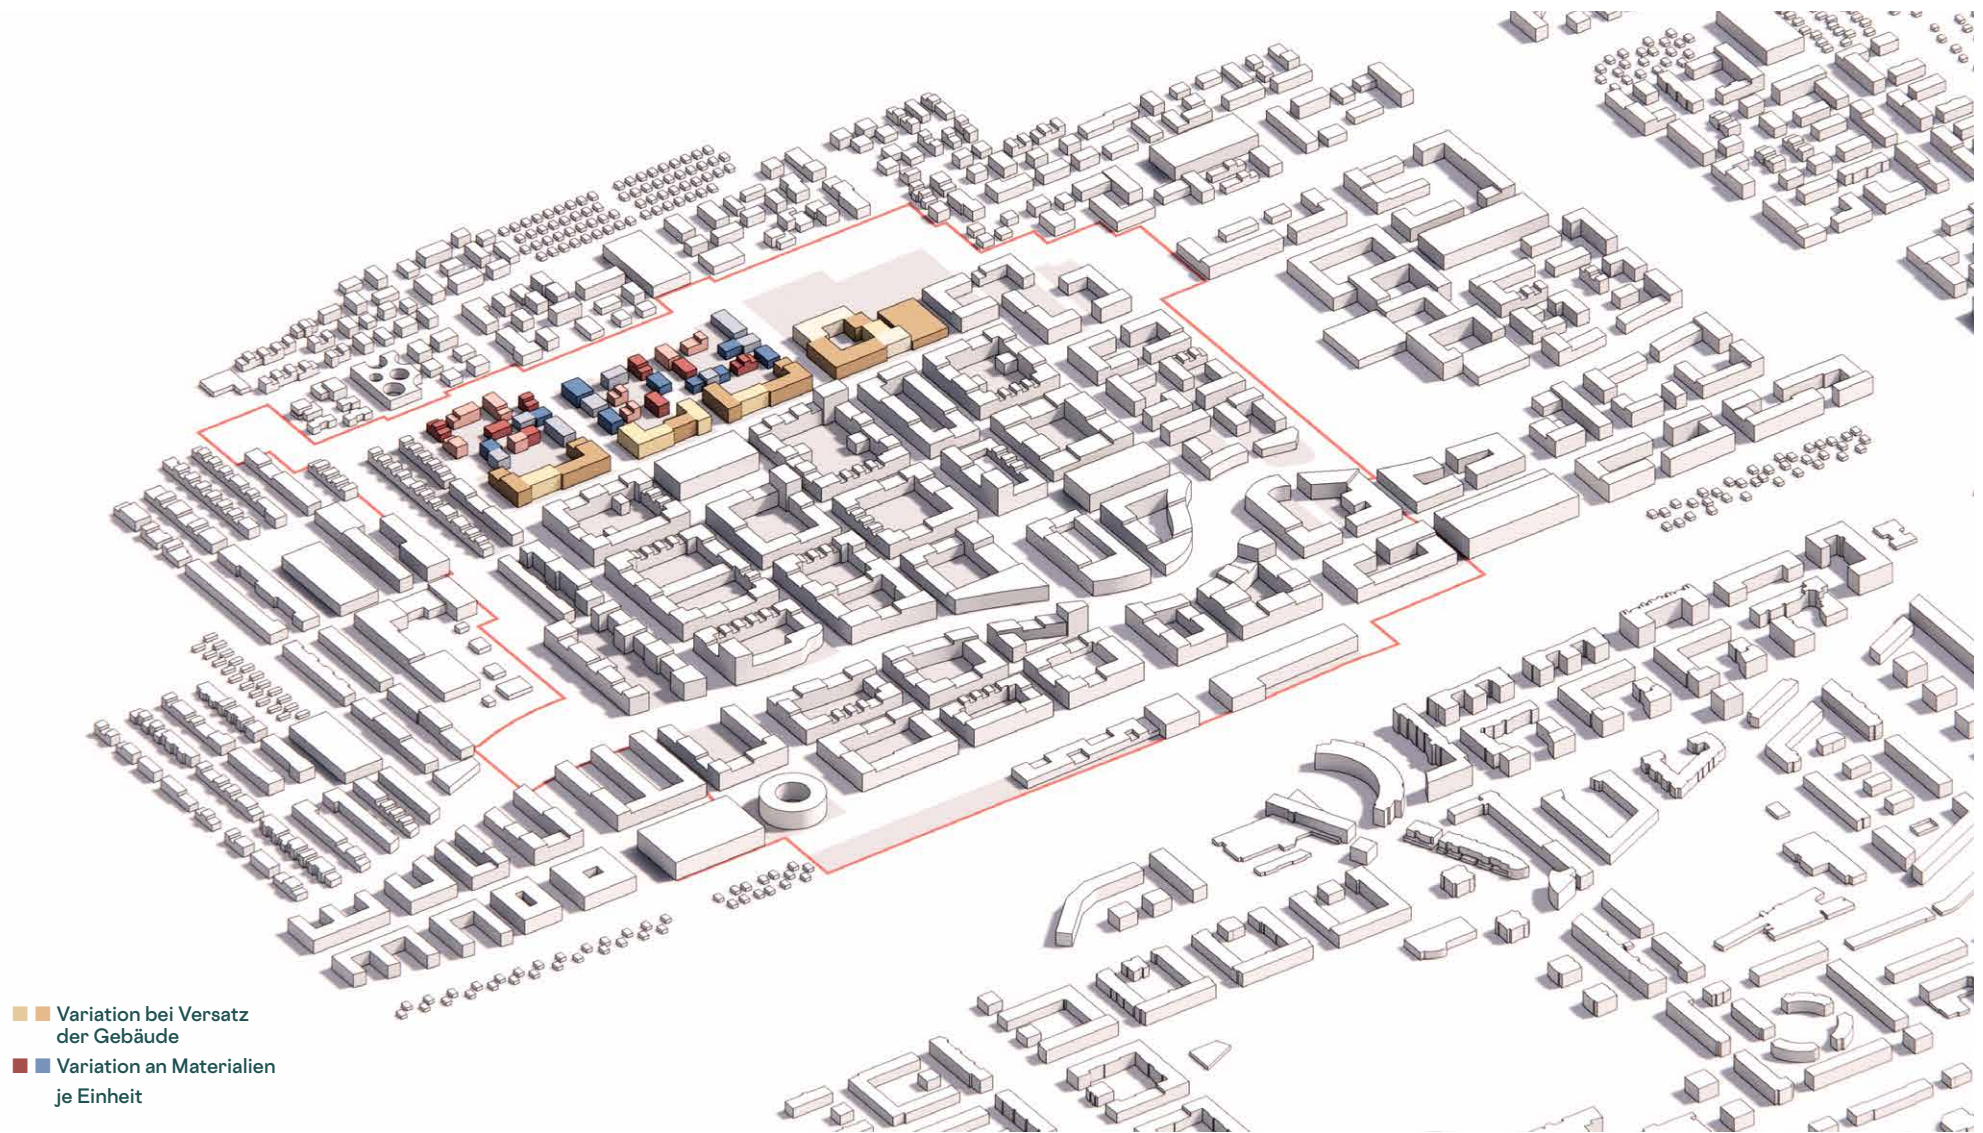 Variation bei Versatz
der Gebäude
Variation an Materialien
je Einheit